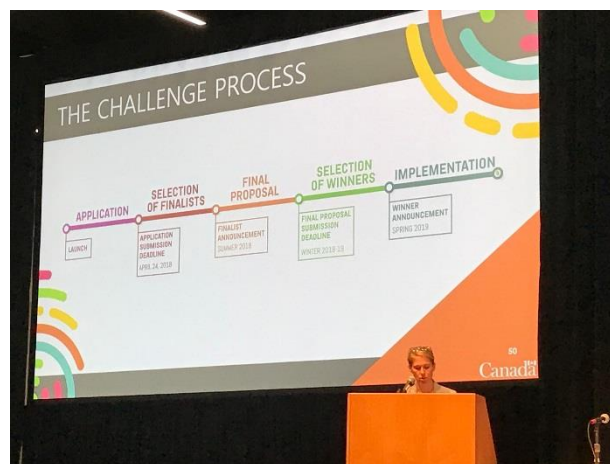 THE CHALLENGE PROCESS
APPLICATION
SELECTION
OF FINALISTS
FINAL
PROPOSAL
SELECTION
OF WINNERS
IMPLEMENTATION
LAUNCH
APPLICATION
SUBMISSION
DEADLINE
APRIL 24, 2018
FINALIST
ANNOUNCEMENT
SUMMER 2018
FINAL PROPOSAL
SUBMISSION
DEADLINE
WINTER 2018-19
WINNER
ANNOUNCEMENT
SPRING 2019
Canada